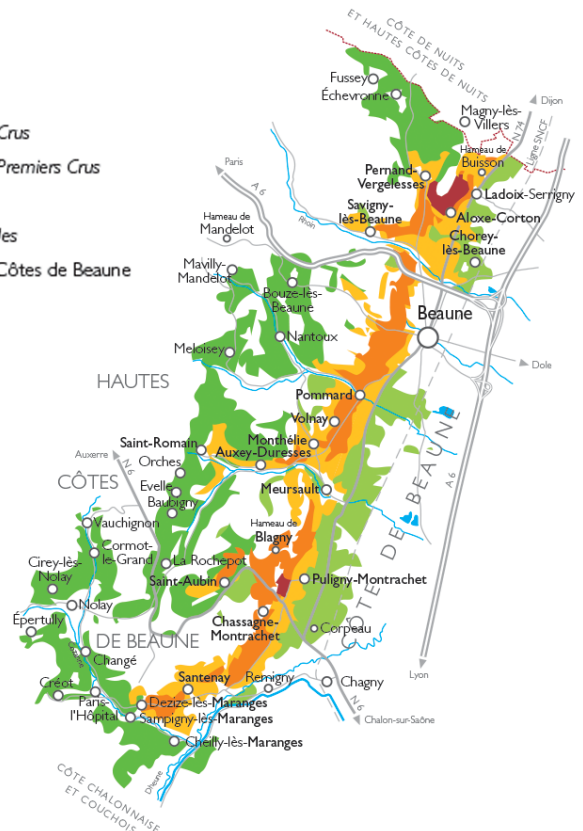 CÔTE DE NUITS
ET HAUTES CÔTES DE NUITS
Fussey
Échevronne
Magny-lès-
Villers
Dijon
N 74
Ligne SNCF
Crus
Premiers Crus
Hameau de
Buisson
Paris
A 6
Pernand-
Vergelesses
Ladoix-Serrigny
Savigny-
lès-Beaune
Aloxe-Corton
Rhoin
Hameau de
Mandelot
Chorey-
lès-Beaune
les
Côtes de Beaune
Mavilly-
Mandelot
Bouze-lès-
Beaune
Beaune
Nantoux
Meloisey
Dole
HAUTES
Pommard
Volnay
Saint-Romain
Monthélie
Auxey-Duresses
Auxerre
N 6
Orches
CÔTES
Evelle
Baubigny
Meursault
A 6
CÔTE DE BEAUNE
Vauchignon
Hameau de
Blagny
Cormot-
le-Grand
Cirey-lès-
Nolay
La Rochepot
Saint-Aubin
Puligny-Montrachet
Nolay
Épertully
Chassagne-
Montrachet
Corpeau
DE BEAUNE
Changé
Lyon
Créot
Santenay
Remigny
Chagny
Paris-
l'Hôpital
Dezize-lès-Maranges
Sampigny-lès-Maranges
N 6
Chalon-sur-Saône
Cheilly-lès-Maranges
Dheune
CÔTE CHALONNAISE
ET COUCHOIS